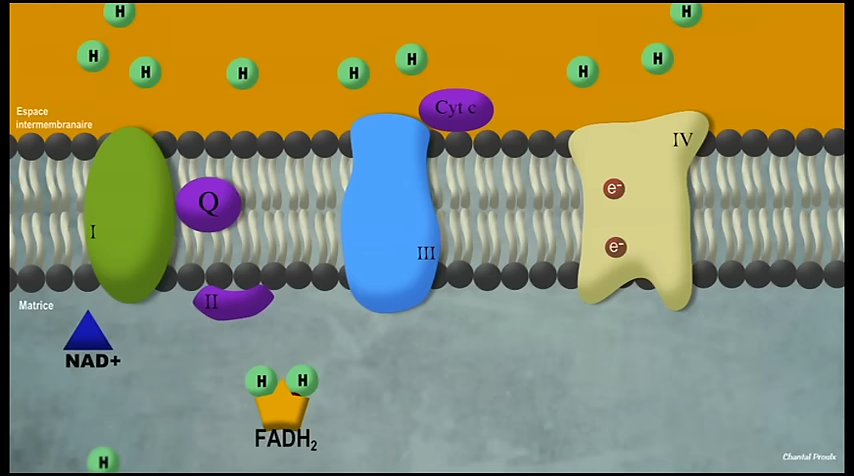 H
H
H
H
H
H
H
H
H
Cyt c
Espace
intermembranaire
IV
e-
Q
I
e-
III
II
Matrice
NAD+
H
H
FADH₂
H
Chantal Proulx